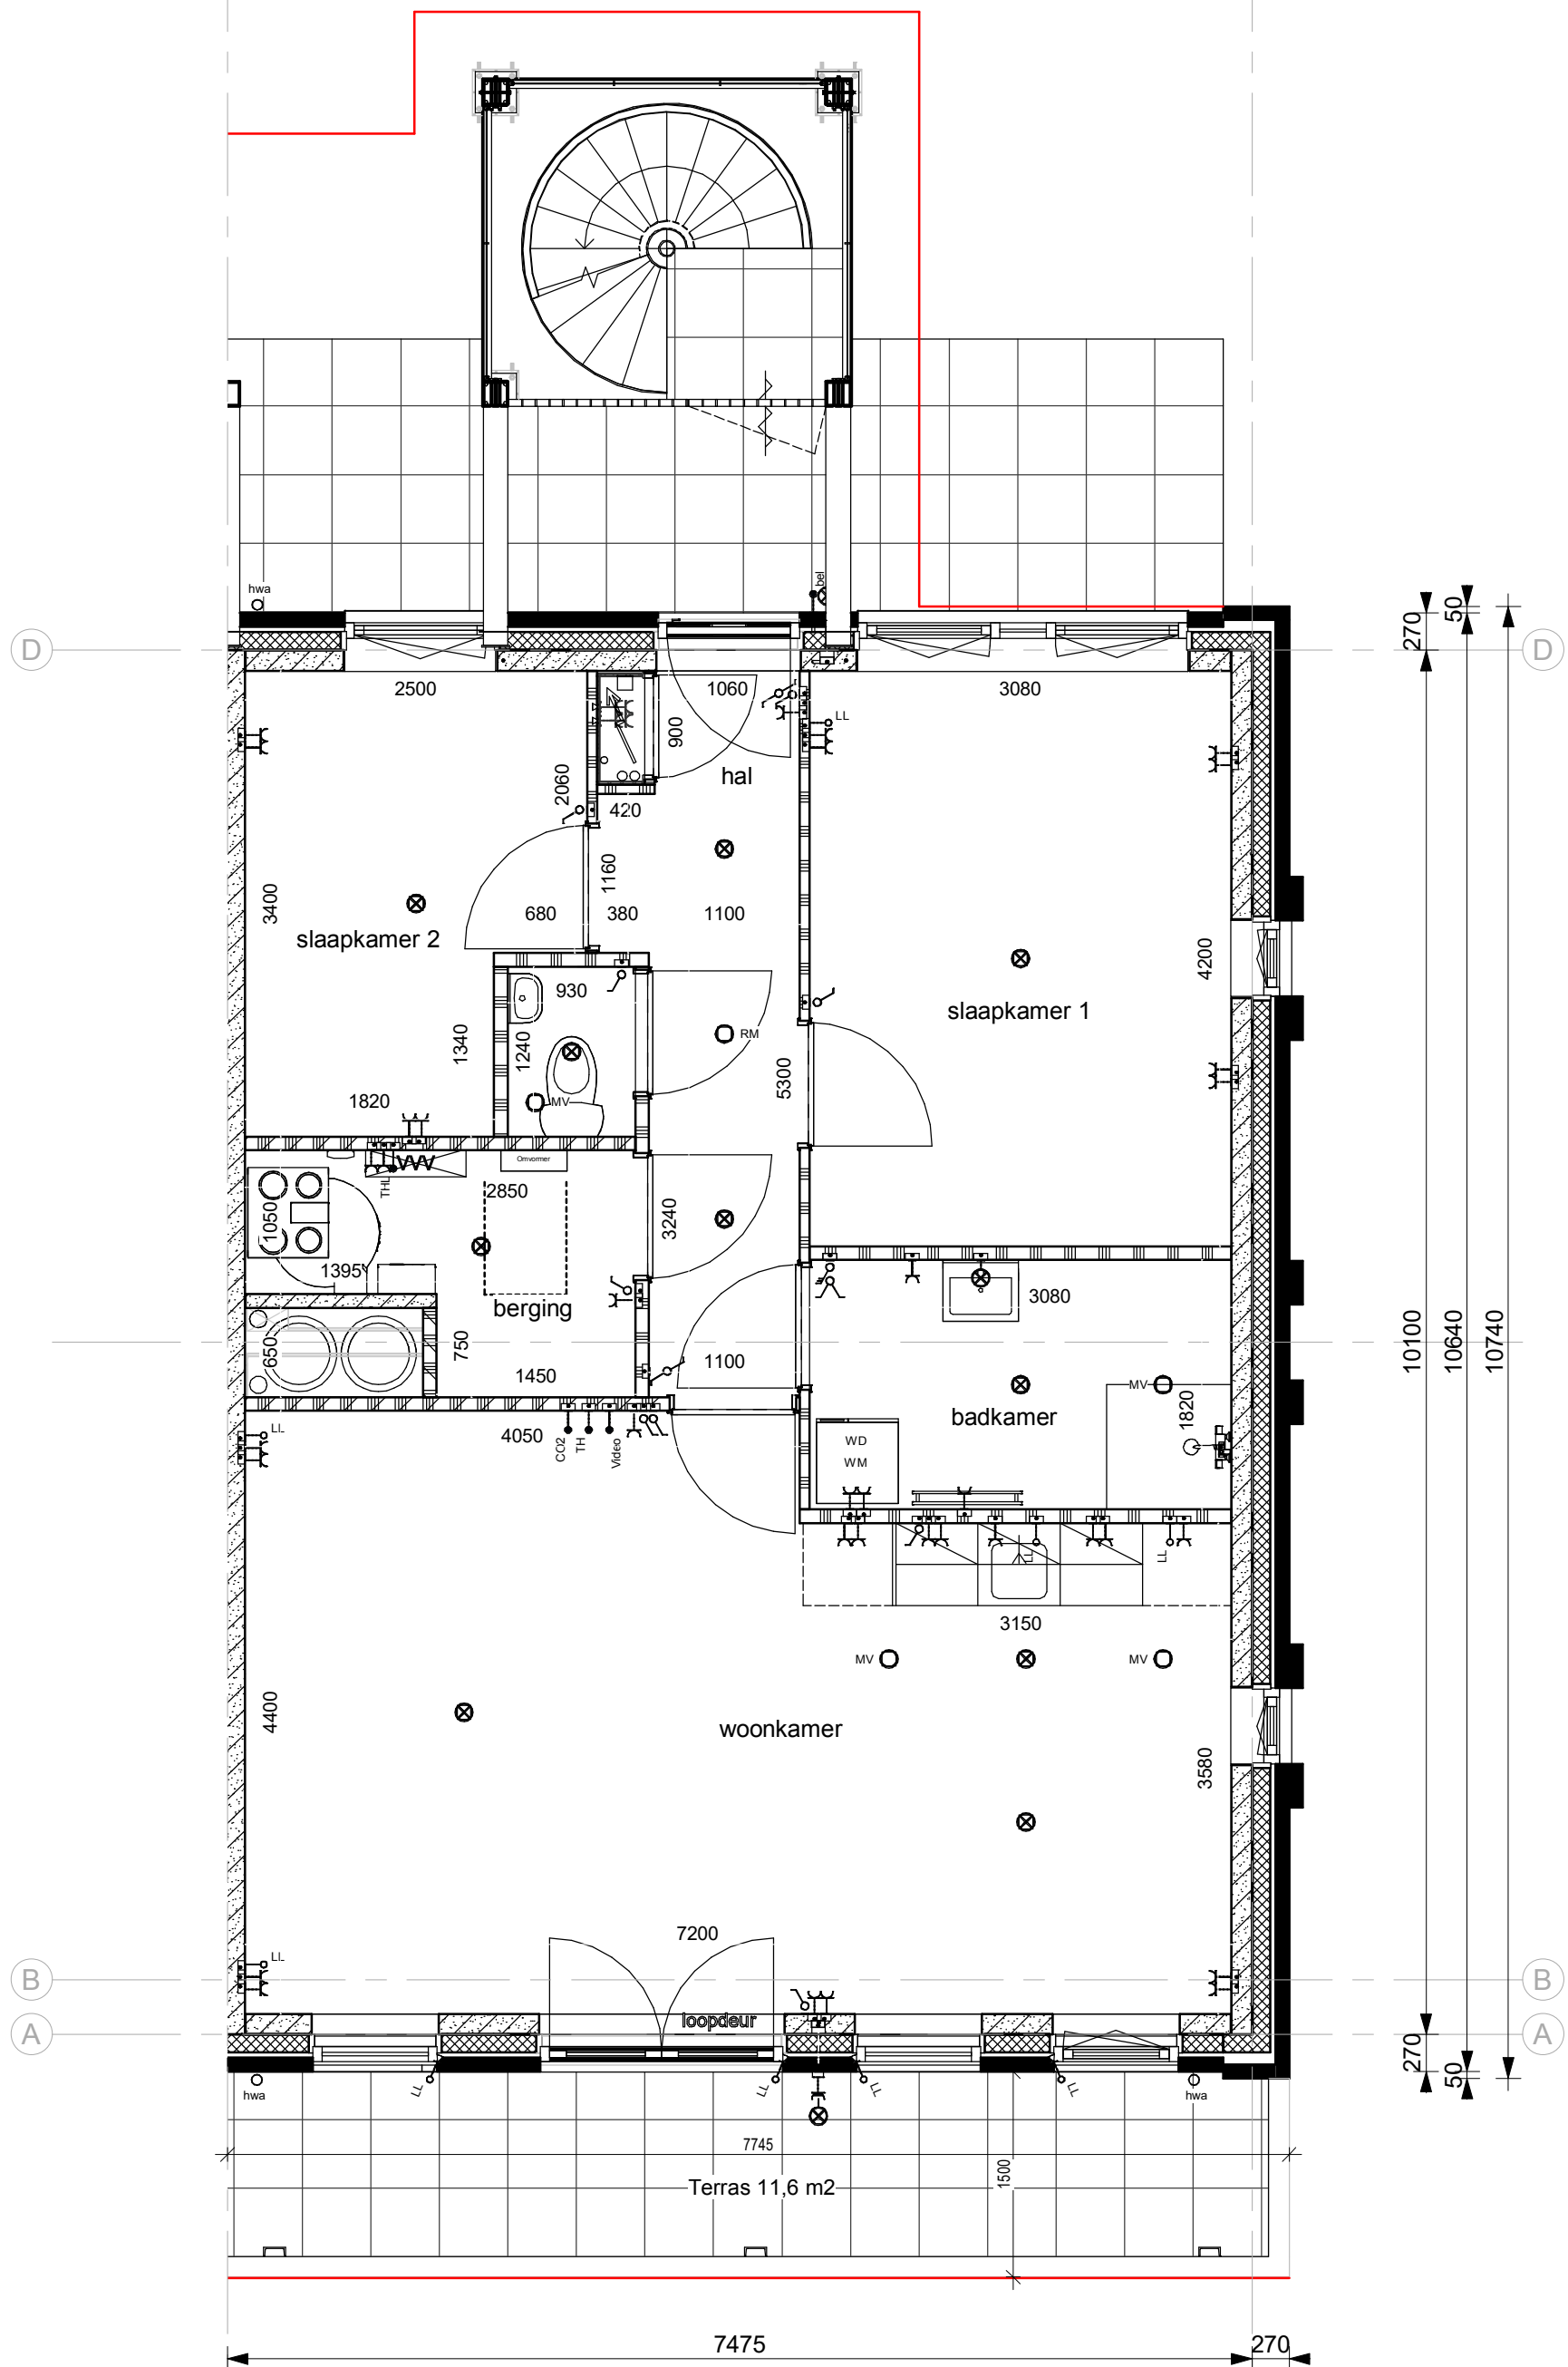 hwa
bel
D
D
270
50
2500
1060
3080
LL
900
hal
2060
420
1160
3400
680
380
1100
slaapkamer 2
4200
930
slaapkamer 1
RM
1340
1240
5300
MV
1820
Omvormer
THL
2850
1050
3240
1395
3080
berging
10100
10640
10740
650
750
1100
1450
MV
1820
badkamer
LL
4050
WD
WM
CO2
TH
Video
LL
LL
3150
MV
MV
4400
woonkamer
3580
7200
LL
B
B
loopdeur
A
A
270
50
hwa
LL
LL
LL
LL
hwa
7745
1500
Terras 11,6 m2
7475
270